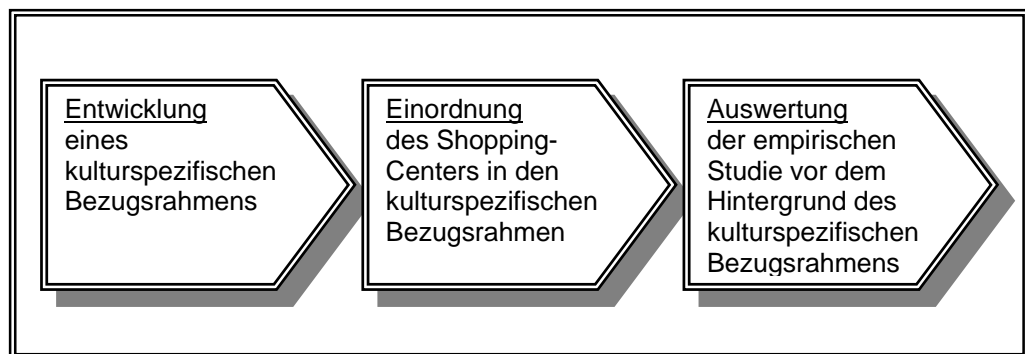 Entwicklung
eines
kulturspezifischen
Bezugsrahmens
Einordnung
des Shopping-
Centers in den
kulturspezifischen
Bezugsrahmen
Auswertung
der empirischen
Studie vor dem
Hintergrund des
kulturspezifischen
Bezugsrahmens